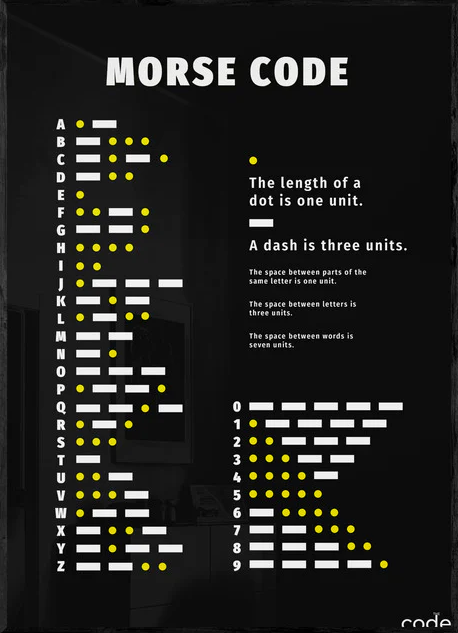 MORSE CODE
A
B
C
D
E
F
G
H
I
J
K
L
M
N
O
P
Q
R
S
T
U
V
W
X
Y
Z
The length of a
dot is one unit.
A dash is three units.
The space between parts of the
same letter is one unit.
The space between letters is
three units.
The space between words is
seven units.
0
1
2
3
4
5
6
7
8
9
code